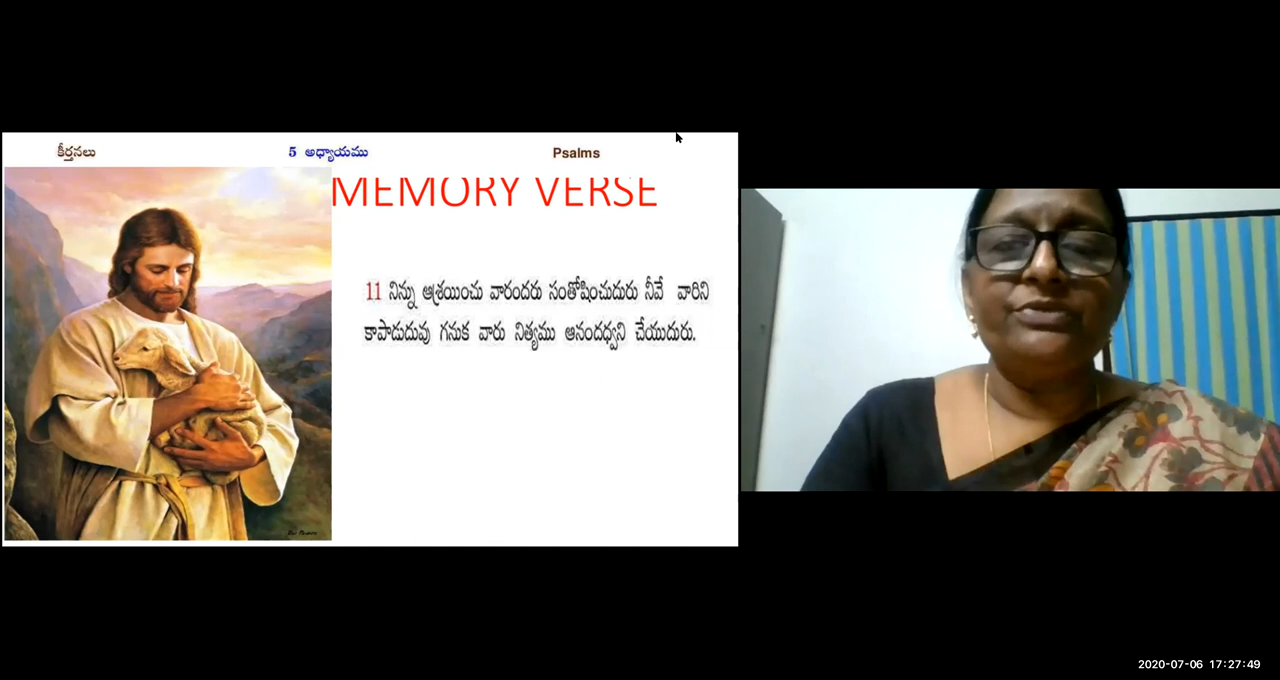 కీర్తనలు 5 అధ్యాయము Psalms
MEMORY VERSE
11 నిన్ను ఆశ్రయించు వారందరు సంతోషించుదురు నీవే వారిని
కాపాడుదువు గనుక వారు నిత్యము ఆనందధ్వని చేయుదురు.
2020-07-06 17:27:49